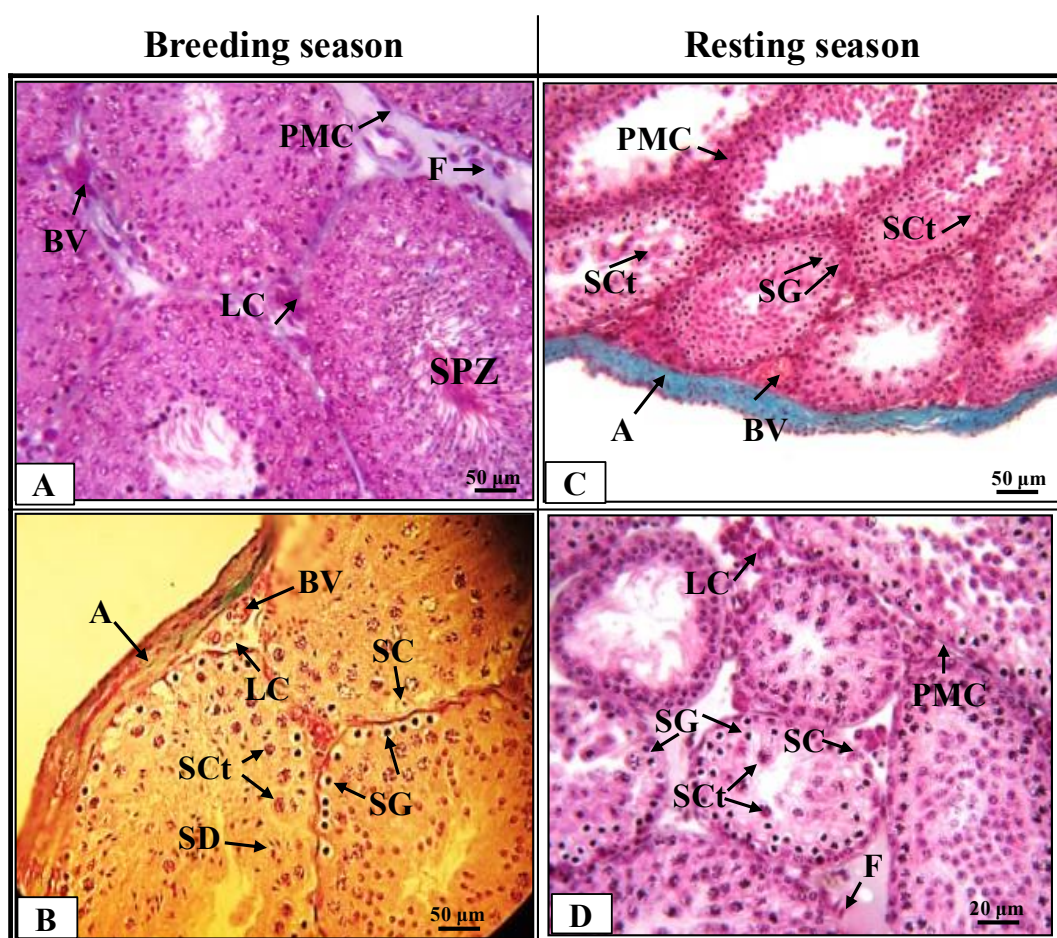 Breeding season
Resting season
PMC
F
BV
LC
SPZ
A
50 µm
PMC
SCt
SCt
SG
A
BV
C
50 µm
A
BV
SC
LC
SCt
SG
SD
B
50 µm
LC
PMC
SG
SC
SCt
F
D
20 µm